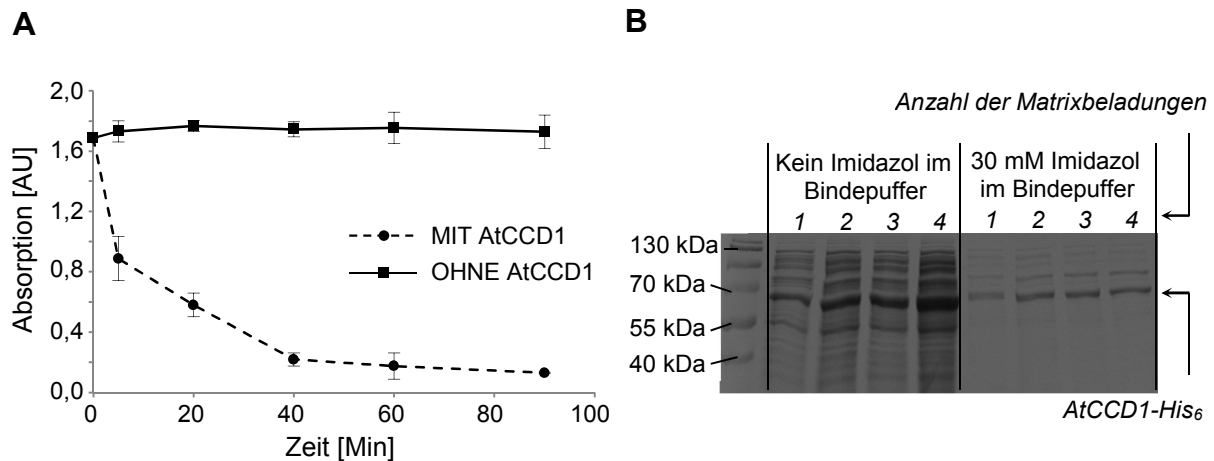 A
Absorption [AU]
2,0
1,6
1,2
0,8
0,4
0,0
0 20 40 60 80 100
Zeit [Min]
MIT AtCCD1
OHNE AtCCD1
B
Anzahl der Matrixbeladungen
Kein Imidazol im
Bindepuffer
30 mM Imidazol
im Bindepuffer
1 2 3 4
1 2 3 4
130 kDa
70 kDa
55 kDa
40 kDa
AtCCD1-His₆